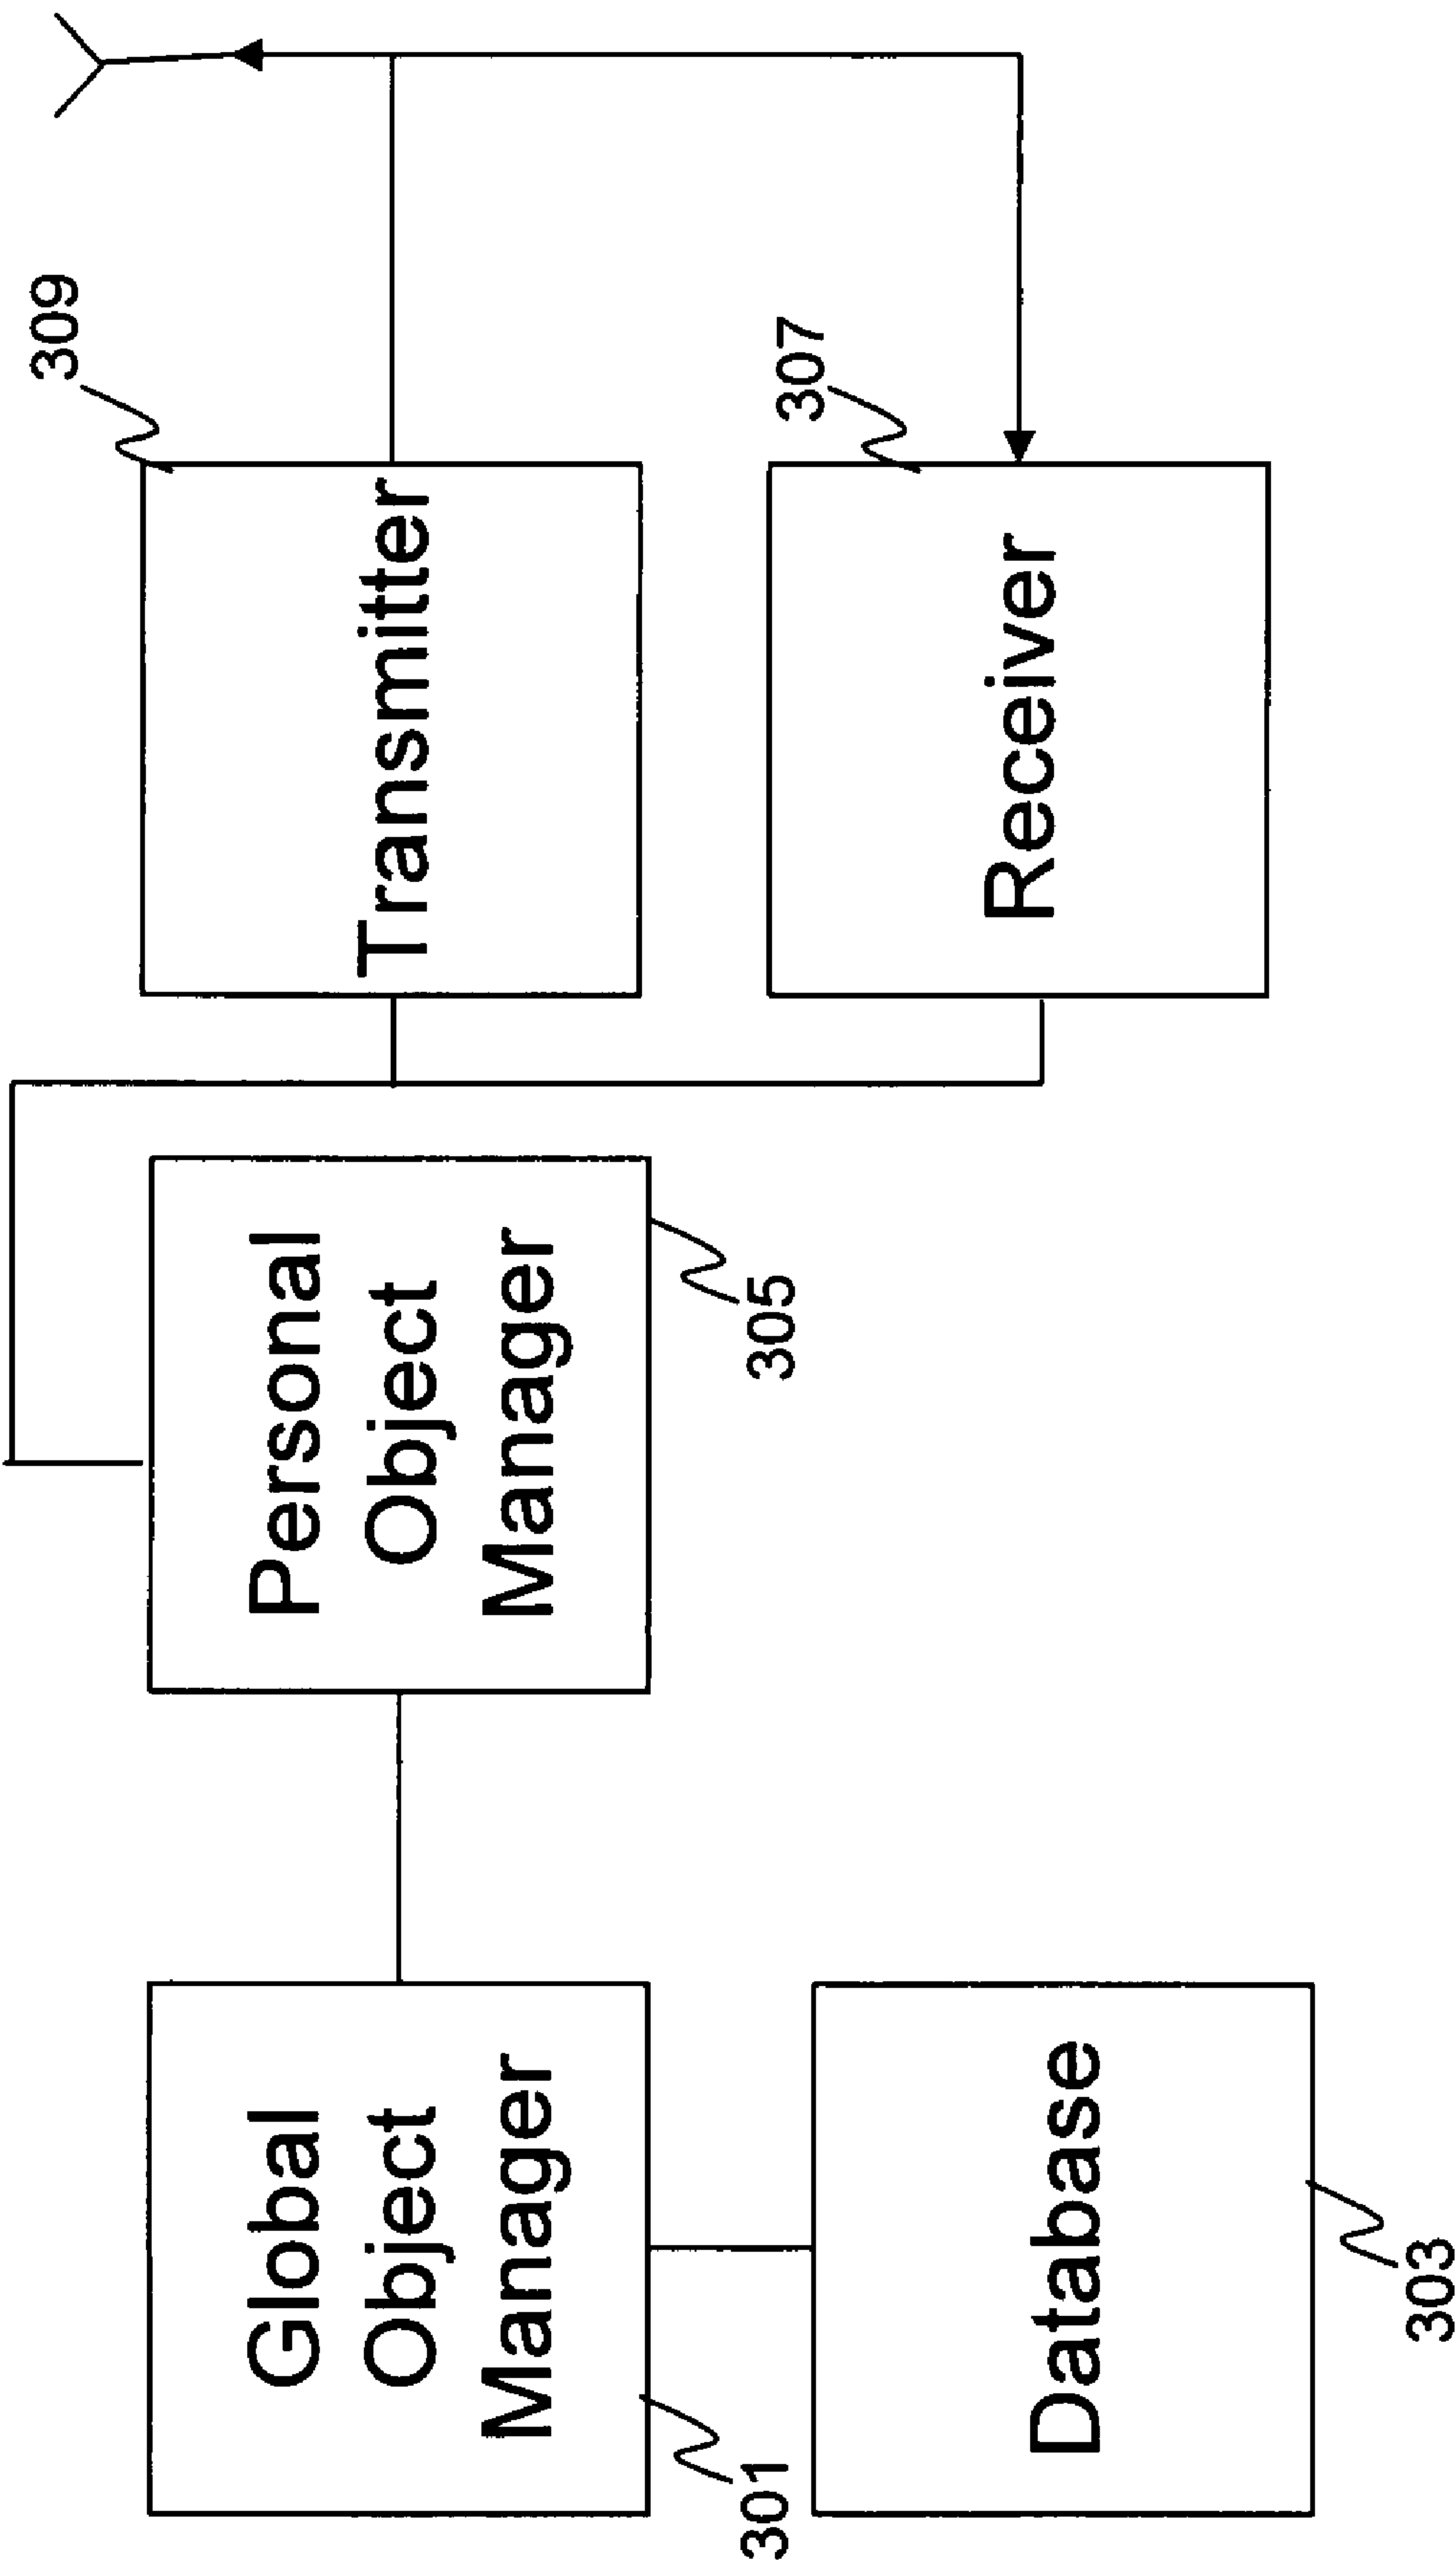 Global
Object
Manager
301
Database
303
Personal
Object
Manager
305
Transmitter
309
Receiver
307